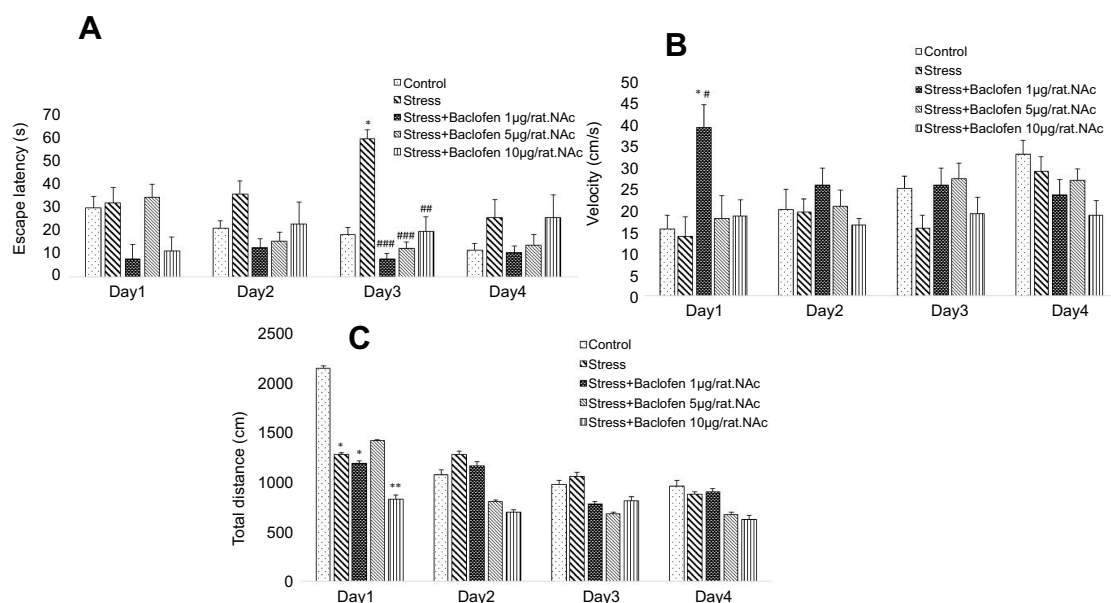 A
Control
Stress
Stress+Baclofen 1µg/rat.NAc
Stress+Baclofen 5µg/rat.NAc
Stress+Baclofen 10µg/rat.NAc
Escape latency (s)
70
60
50
40
30
20
10
0
*
###
###
##
Day1 Day2 Day3 Day4
B
Control
Stress
Stress+Baclofen 1µg/rat.NAc
Stress+Baclofen 5µg/rat.NAc
Stress+Baclofen 10µg/rat.NAc
Velocity (cm/s)
50
45
40
35
30
25
20
15
10
5
0
* #
Day1 Day2 Day3 Day4
C
Control
Stress
Stress+Baclofen 1µg/rat.NAc
Stress+Baclofen 5µg/rat.NAc
Stress+Baclofen 10µg/rat.NAc
Total distance (cm)
2500
2000
1500
1000
500
0
*
*
**
Day1 Day2 Day3 Day4